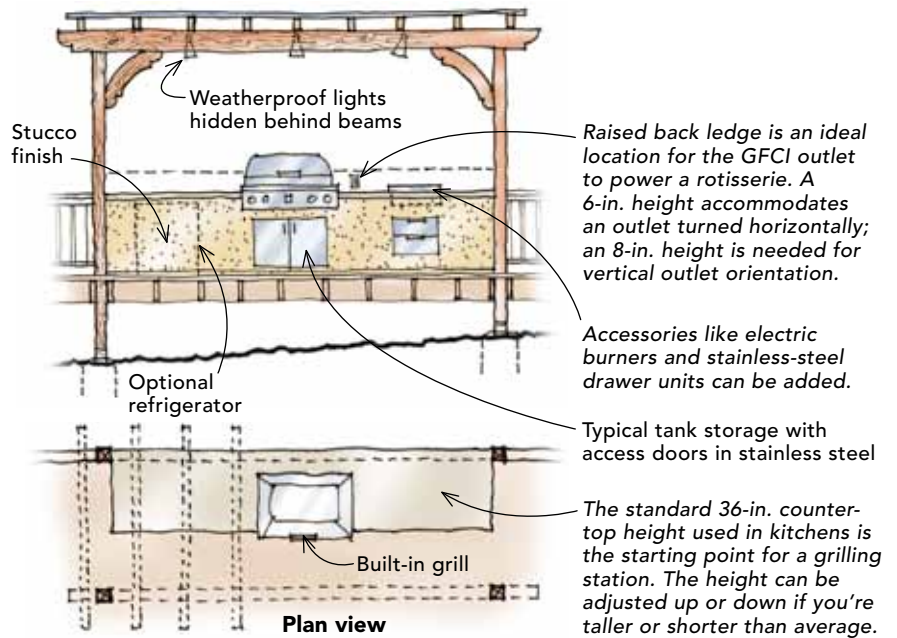 Weatherproof lights
hidden behind beams
Stucco
finish
Raised back ledge is an ideal
location for the GFCI outlet
to power a rotisserie. A
6-in. height accommodates
an outlet turned horizontally;
an 8-in. height is needed for
vertical outlet orientation.
Accessories like electric
burners and stainless-steel
drawer units can be added.
Optional
refrigerator
Typical tank storage with
access doors in stainless steel
The standard 36-in. counter-
top height used in kitchens is
the starting point for a grilling
station. The height can be
adjusted up or down if you're
taller or shorter than average.
Built-in grill
Plan view